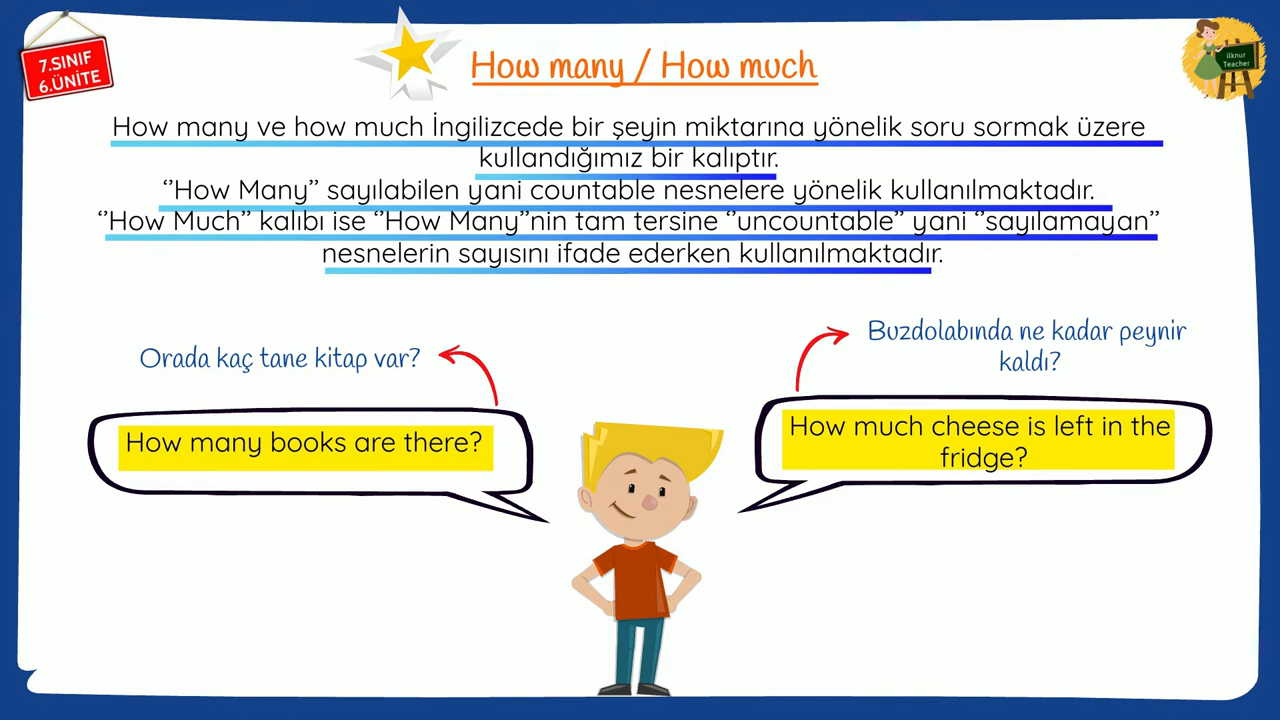 7.SINIF
6.ÜNİTE
How many / How much
ilknur
Teacher
How many ve how much İngilizcede bir şeyin miktarına yönelik soru sormak üzere
kullandığımız bir kalıptır.
‘’How Many’’ sayılabilen yani countable nesnelere yönelik kullanılmaktadır.
‘’How Much’’ kalıbı ise ‘’How Many’’nin tam tersine ‘’uncountable’’ yani ‘’sayılamayan’’
nesnelerin sayısını ifade ederken kullanılmaktadır.
Orada kaç tane kitap var?
How many books are there?
Buzdolabında ne kadar peynir
kaldı?
How much cheese is left in the
fridge?